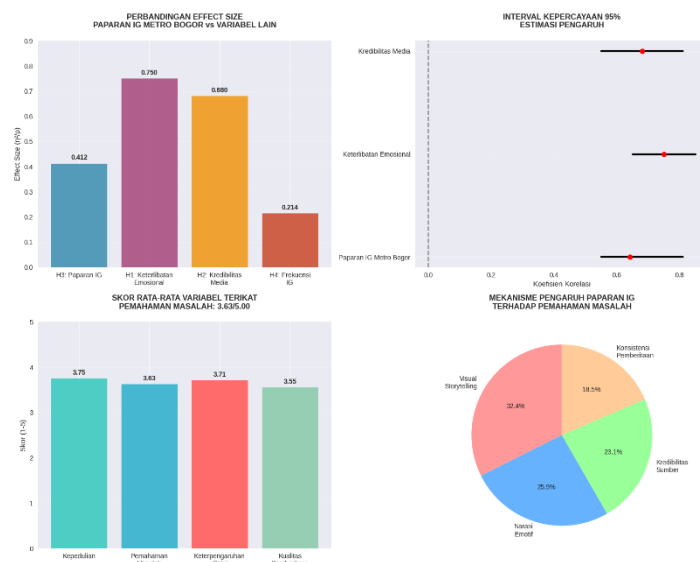 PERBANDINGAN EFFECT SIZE
PAPARAN IG METRO BOGOR vs VARIABEL LAIN
Effect Size (r²/ρ)
0.9
0.8
0.7
0.6
0.5
0.4
0.3
0.2
0.1
0.0
0.412
0.750
0.680
0.214
H3: Paparan IG
H1: Keterlibatan
Emosional
H2: Kredibilitas
Media
H4: Frekuensi
IG
INTERVAL KEPERCAYAAN 95%
ESTIMASI PENGARUH
Kredibilitas Media
Keterlibatan Emosional
Paparan IG Metro Bogor
0.0
0.2
0.4
0.6
0.8
Koefisien Korelasi
SKOR RATA-RATA VARIABEL TERIKAT
PEMAHAMAN MASALAH: 3.63/5.00
Skor (1-5)
5
4
3
2
1
0
3.75
3.63
3.71
3.55
Kepedulian
Pemahaman
Keterpengaruhan
Kualitas
MEKANISME PENGARUH PAPARAN IG
TERHADAP PEMAHAMAN MASALAH
Konsistensi
Pemberitaan
18.5%
Visual
Storytelling
32.4%
Kredibilitas
Sumber
23.1%
25.9%
Narasi
Emotif